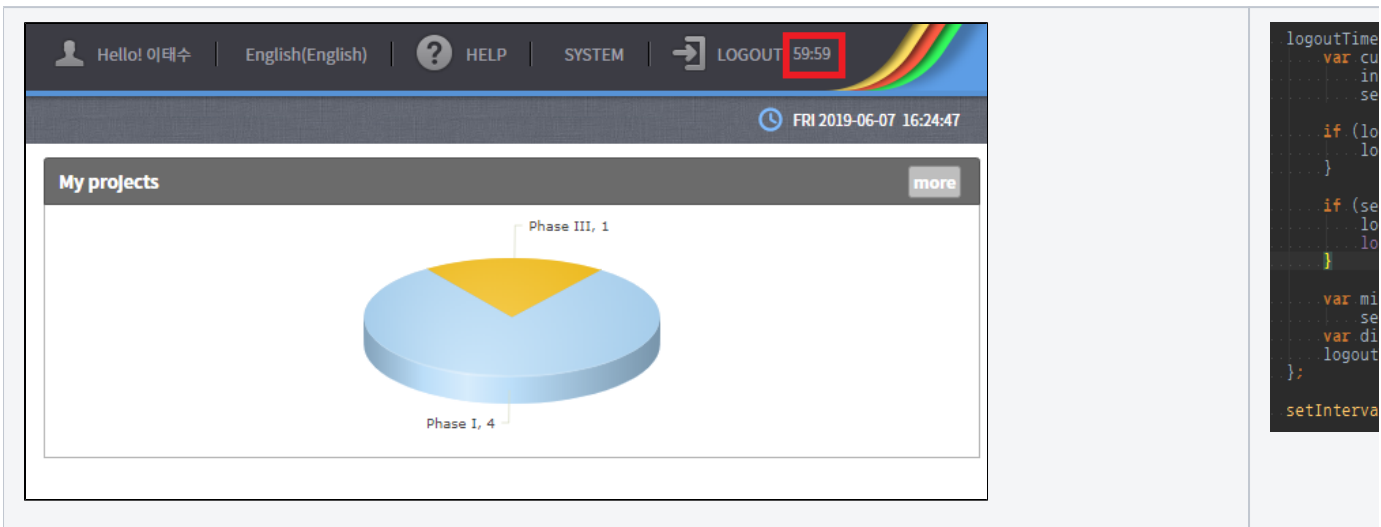 Hello! 이태수 English(English) HELP SYSTEM LOGOUT 59:59
FRI 2019-06-07 16:24:47
My projects more
Phase III, 1
Phase I, 4
logoutTime
var cu
in
se
if (lo
lo
}
if (se
lo
lo
}
var mi
se
var di
logout
};
setInterva